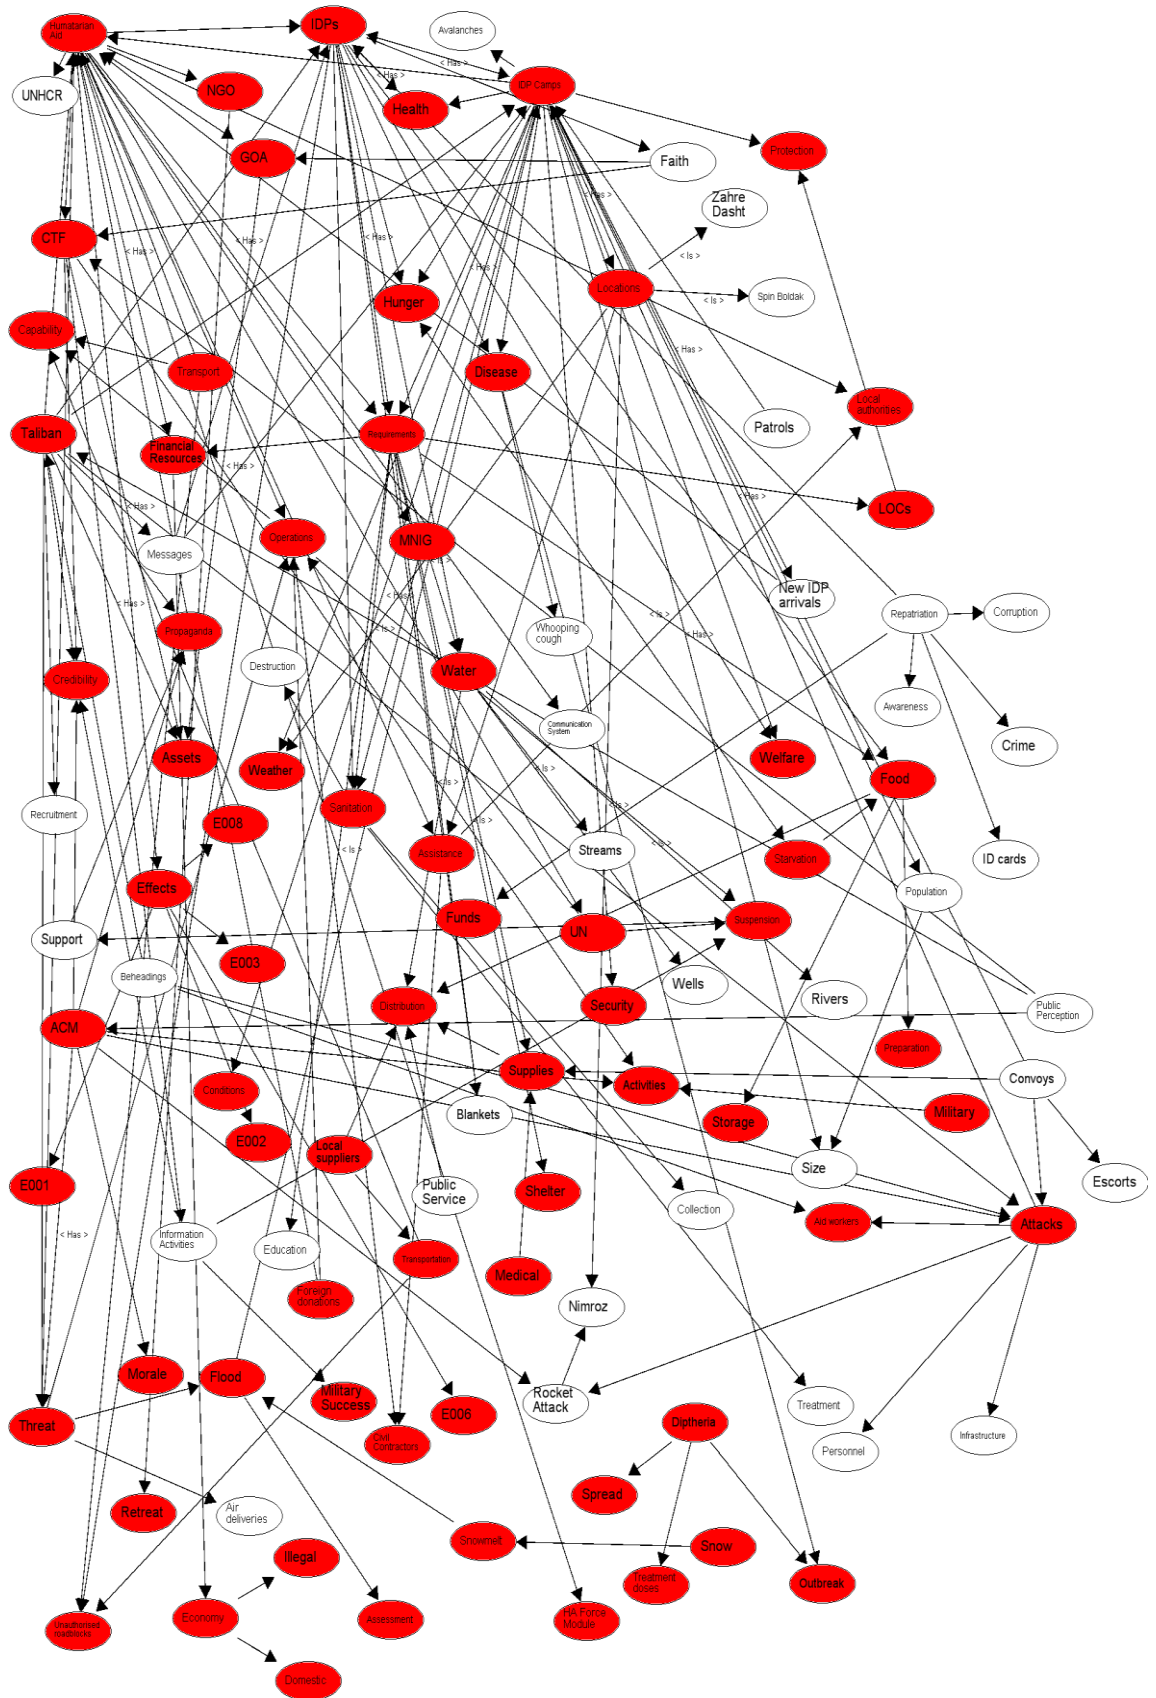 Humatarian
Aid
IDPs
Avalanches
< Has >
< Has >
IDP Camps
UNHCR
NGO
Health
GOA
Faith
Protection
< Has >
Zahre
Dasht
CTF
< Has >
< Has >
< Has >
< Has >
< Has >
< Is >
Locations
Spin Boldak
< Is >
Hunger
Capability
Transport
Disease
< Has >
Local
authorities
Taliban
Financial
Resources
Requirements
Patrols
< Has >
< Has >
< Has >
LOCs
Messages
Operations
MNIG
New IDP
arrivals
< Has >
< Has >
Repatriation
Corruption
Propaganda
< Is >
Whooping
cough
< Is >
< Has >
Destruction
Credibility
Water
Awareness
Communication
System
Crime
Assets
Weather
< Is >
Welfare
Food
Recruitment
E008
Sanitation
< Is >
< Is >
< Is >
< Is >
Assistance
Streams
Starvation
ID cards
Effects
Population
Support
Funds
UN
Suspension
E003
Beheadings
Wells
Rivers
ACM
Distribution
Security
Public
Perception
Preparation
Conditions
Supplies
Activities
Convoys
E002
Blankets
Storage
Military
Local
suppliers
Size
E001
Public
Service
Shelter
Escorts
< Has >
Information
Activities
Education
Collection
Aid workers
Attacks
Transportation
Medical
Foreign
donations
Nimroz
Morale
Flood
Military
Success
E006
Rocket
Attack
Treatment
Threat
Civil
Contractors
Diptheria
Personnel
Infrastructure
Spread
Retreat
Air
deliveries
Snowmelt
Snow
Illegal
Treatment
doses
Outbreak
Unauthorised
roadblocks
Economy
Assessment
HA Force
Module
Domestic